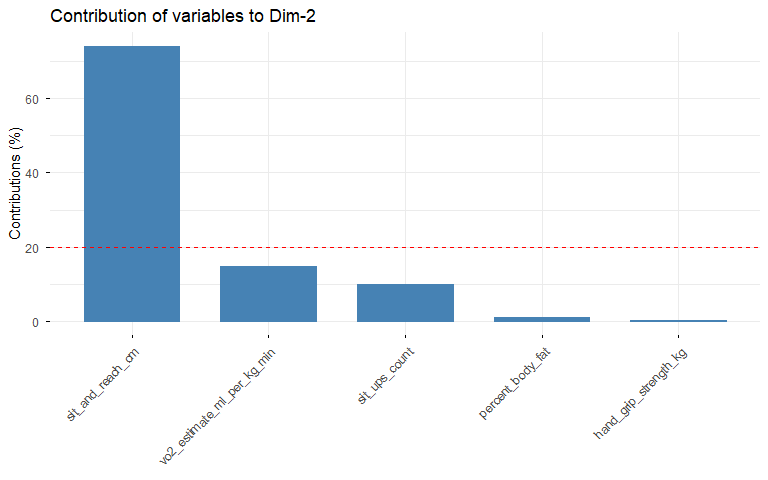 Contribution of variables to Dim-2
Contributions (%)
60
40
20
0
sit_and_reach_cm
vo2_estimate_ml_per_kg_min
sit_ups_count
percent_body_fat
hand_grip_strength_kg